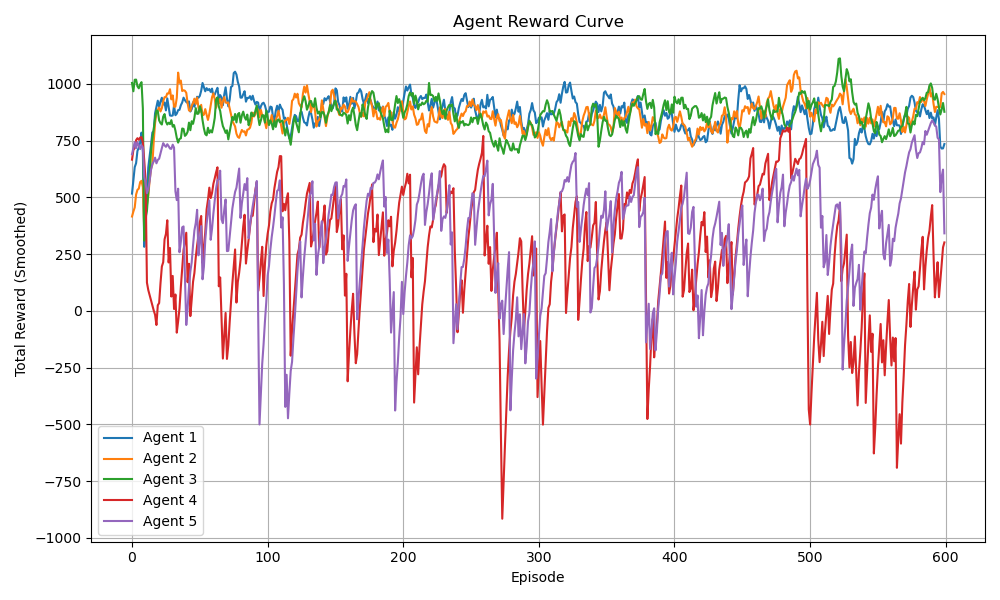 Agent Reward Curve
Total Reward (Smoothed)
1000
750
500
250
0
−250
−500
−750
−1000
Agent 1
Agent 2
Agent 3
Agent 4
Agent 5
0 100 200 300 400 500 600
Episode